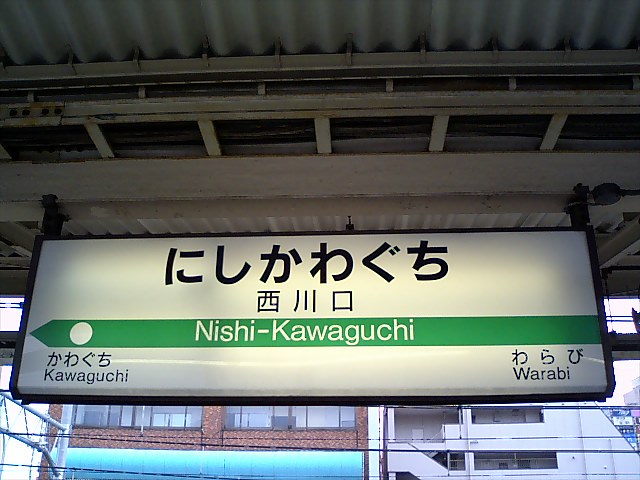 にしかわぐち
西川口
Nishi-Kawaguchi
かわぐち
Kawaguchi
わらび
Warabi